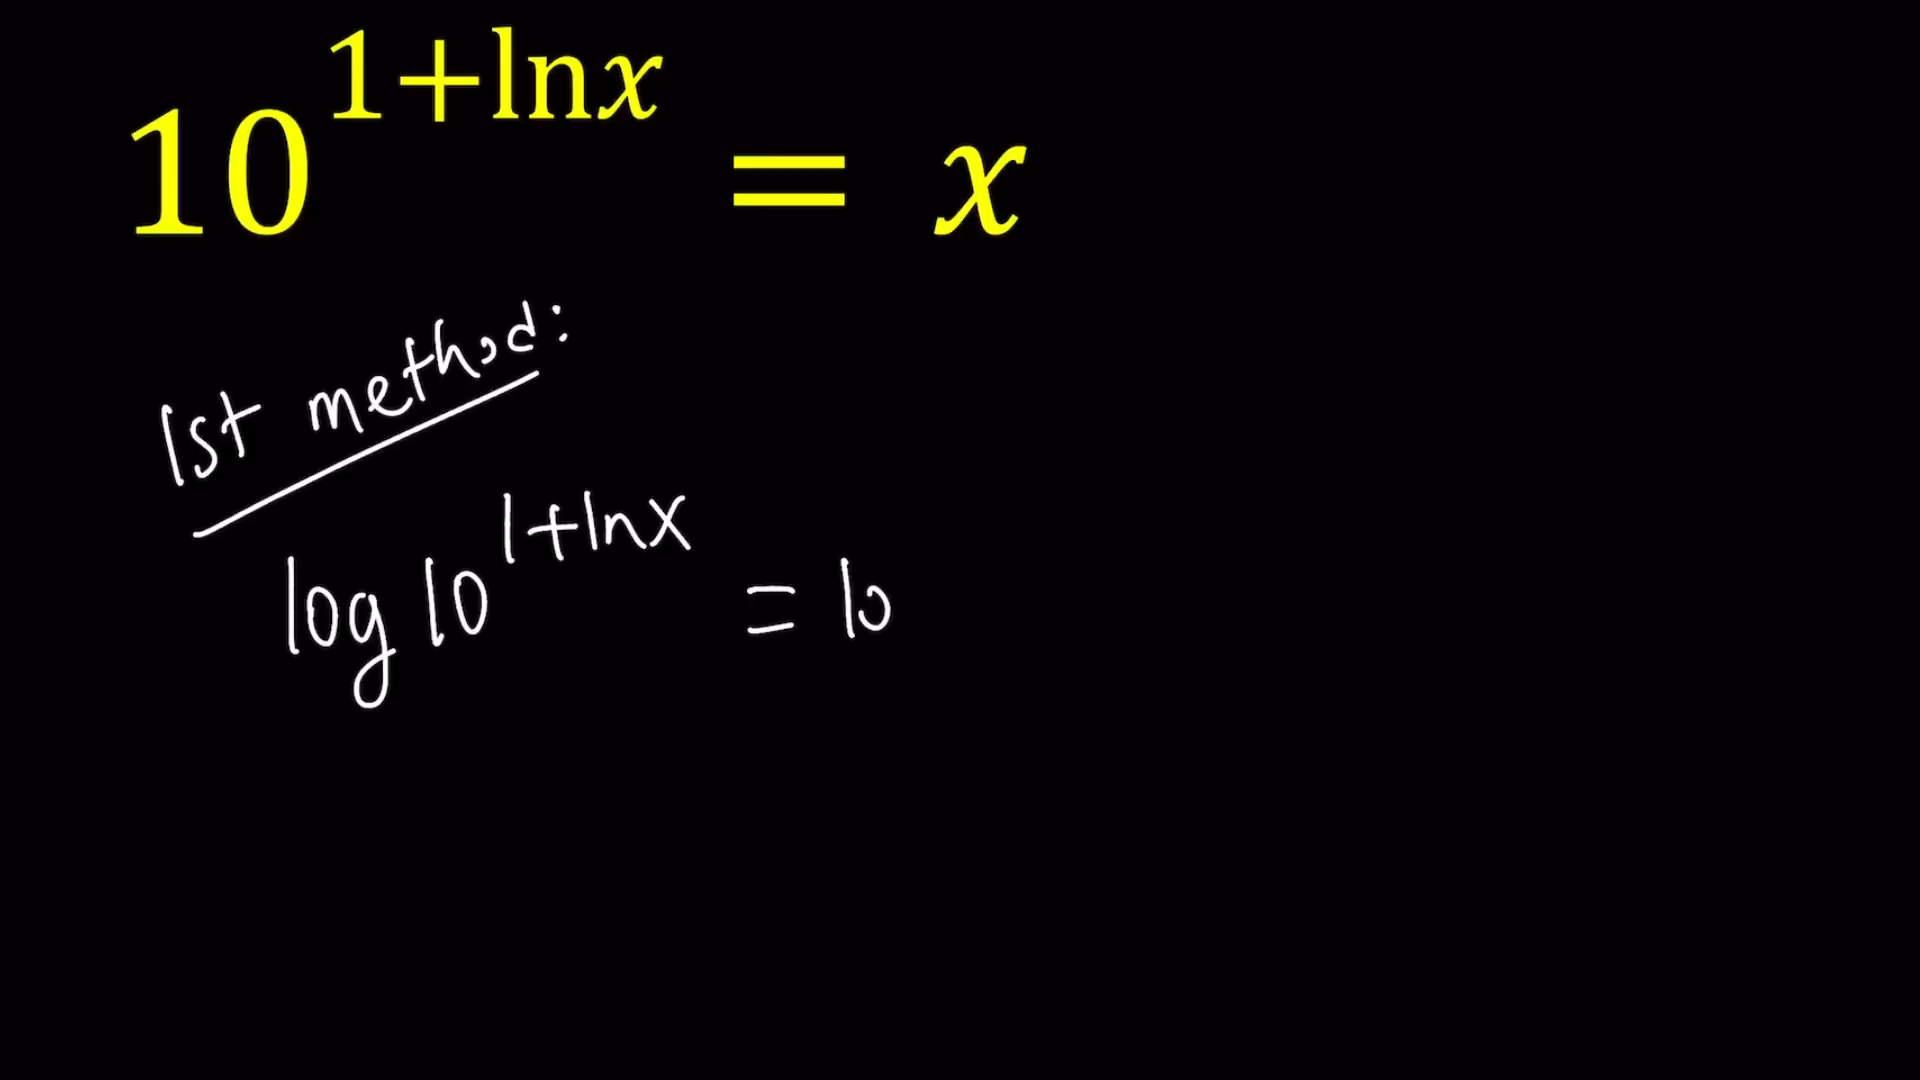 10^{1+lnx} = x
1st method:
log 10^{1+lnx} = lo